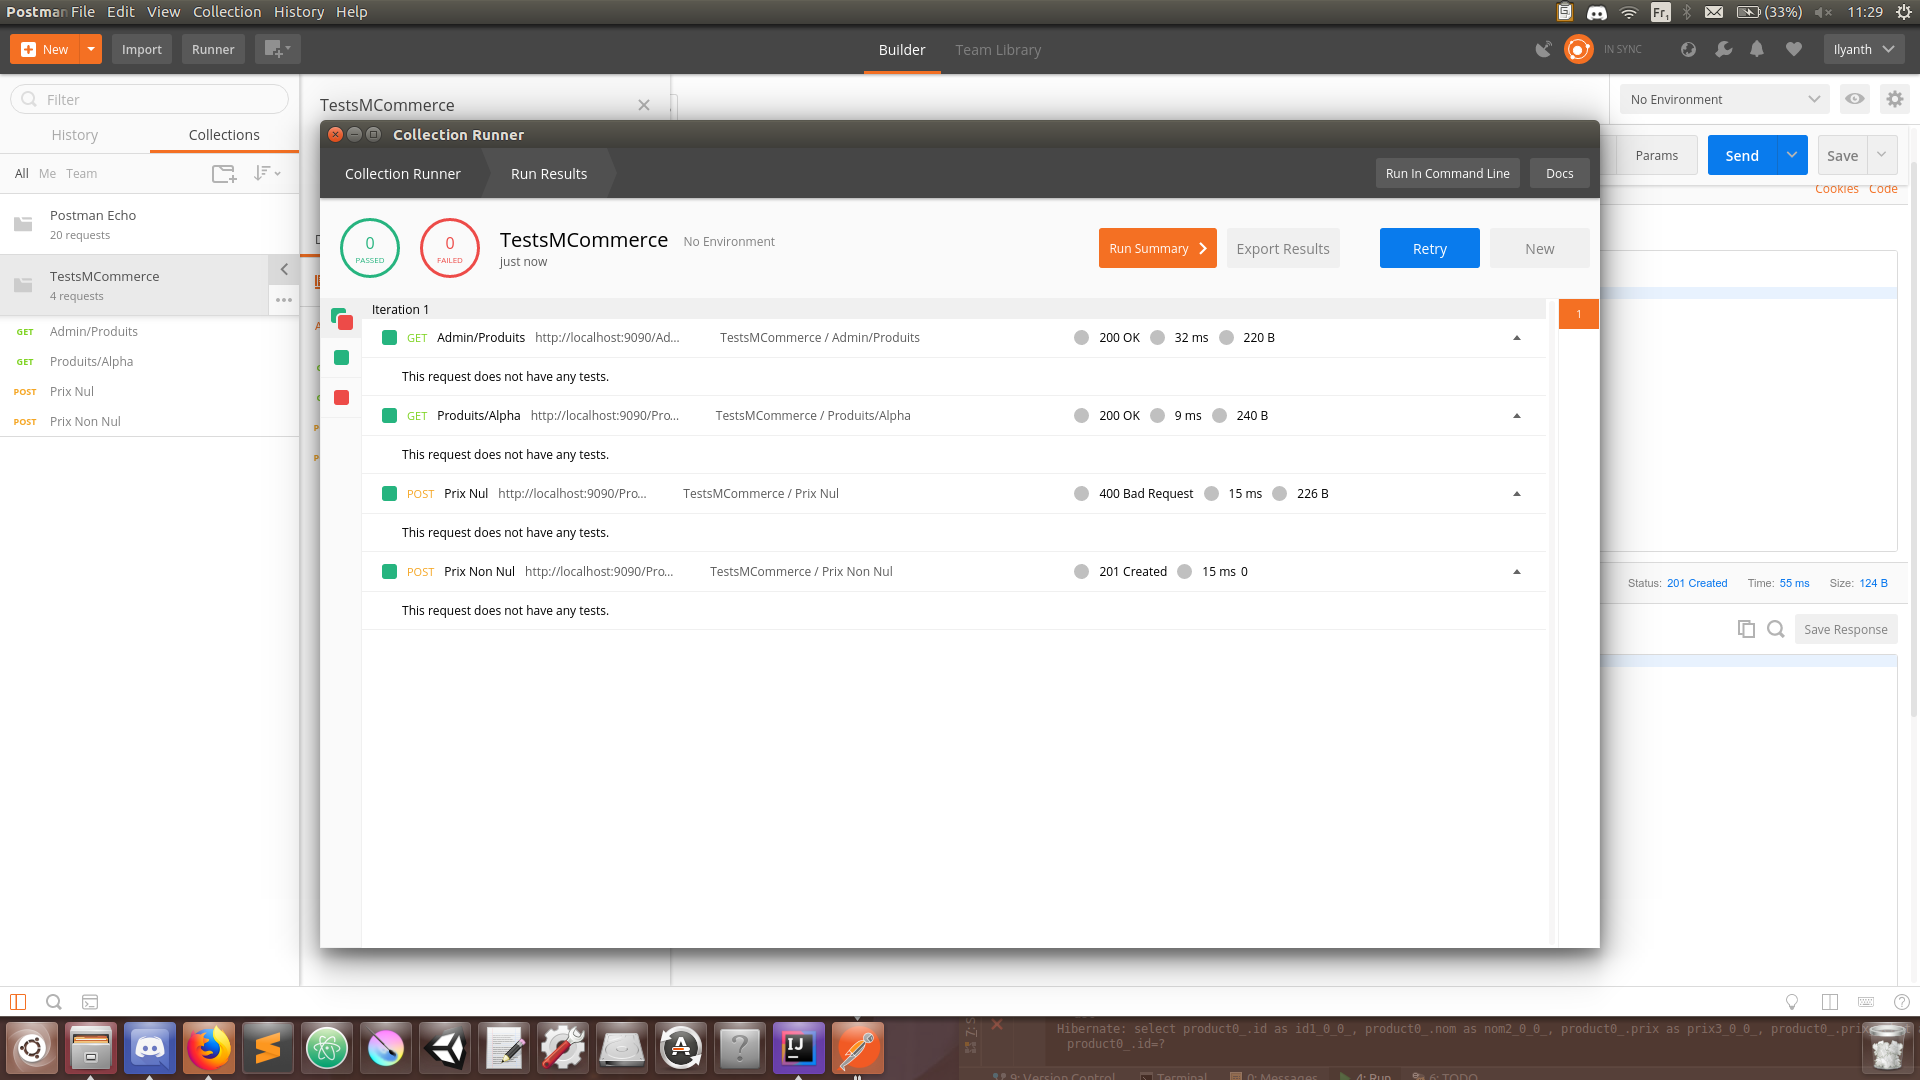 Postman File Edit View Collection History Help
Fr1 (33%) 11:29
New Import Runner Builder Team Library IN SYNC Ilyanth
Filter
History Collections
All Me Team
Postman Echo
20 requests
TestsMCommerce
4 requests
GET Admin/Produits
GET Produits/Alpha
POST Prix Nul
POST Prix Non Nul
TestsMCommerce
No Environment
Params Send Save
Cookies Code
Status: 201 Created Time: 55 ms Size: 124 B
Save Response
Collection Runner
Collection Runner Run Results Run In Command Line Docs
0 PASSED
0 FAILED
TestsMCommerce No Environment
just now
Run Summary Export Results Retry New
Iteration 1
1
GET Admin/Produits http://localhost:9090/Ad... TestsMCommerce / Admin/Produits 200 OK 32 ms 220 B
This request does not have any tests.
GET Produits/Alpha http://localhost:9090/Pro... TestsMCommerce / Produits/Alpha 200 OK 9 ms 240 B
This request does not have any tests.
POST Prix Nul http://localhost:9090/Pro... TestsMCommerce / Prix Nul 400 Bad Request 15 ms 226 B
This request does not have any tests.
POST Prix Non Nul http://localhost:9090/Pro... TestsMCommerce / Prix Non Nul 201 Created 15 ms 0
This request does not have any tests.
Hibernate: select product0_.id as id1_0_0_, product0_.nom as nom2_0_0_, product0_.prix as prix3_0_0_,
product0_.id=?
9: Version Control Terminal 0: Messages 4: Run 6: TODO